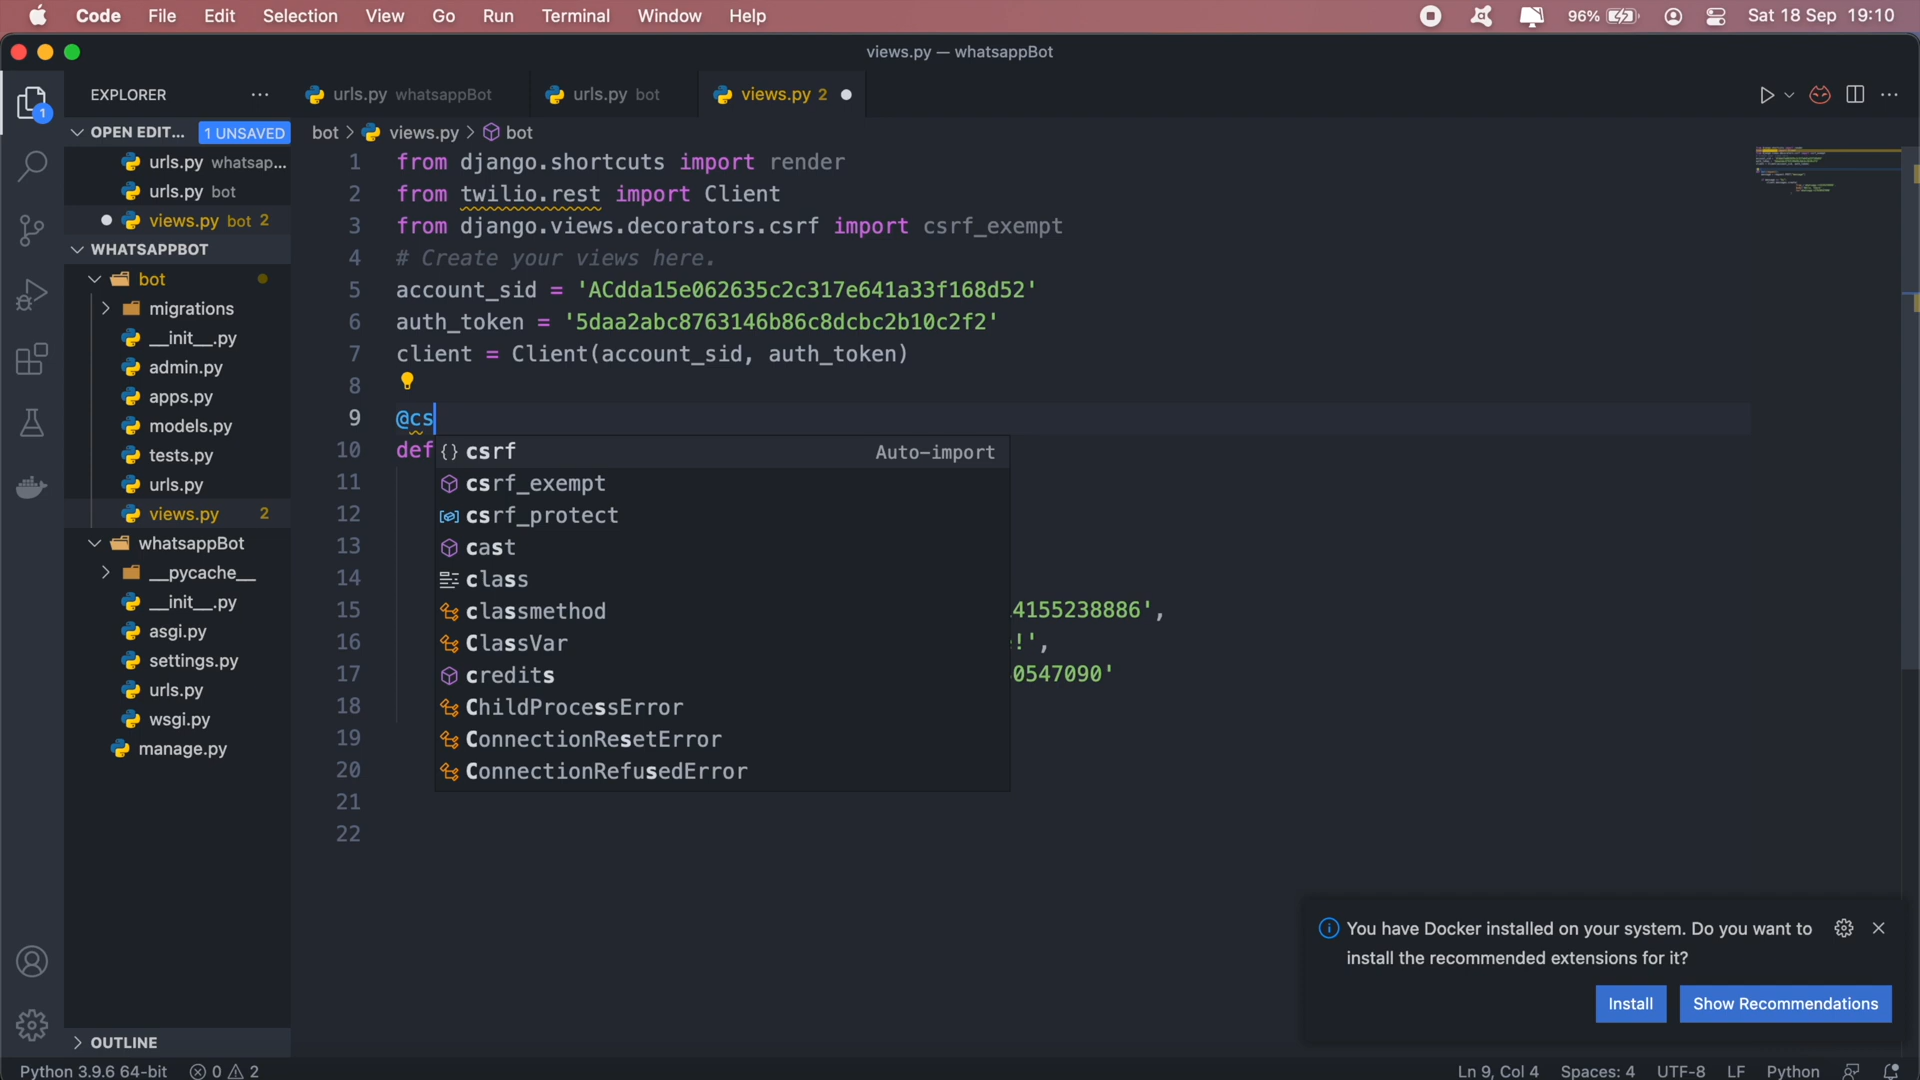 Code File Edit Selection View Go Run Terminal Window Help 96% Sat 18 Sep 19:10
views.py — whatsappBot
EXPLORER ···
urls.py whatsappBot
urls.py bot
views.py 2
OPEN EDIT... 1 UNSAVED
urls.py whatsap...
urls.py bot
views.py bot 2
WHATSAPPBOT
bot
migrations
__init__.py
admin.py
apps.py
models.py
tests.py
urls.py
views.py 2
whatsappBot
__pycache__
__init__.py
asgi.py
settings.py
urls.py
wsgi.py
manage.py
OUTLINE
1
bot > views.py > bot
1 from django.shortcuts import render
2 from twilio.rest import Client
3 from django.views.decorators.csrf import csrf_exempt
4 # Create your views here.
5 account_sid = 'ACdda15e062635c2c317e641a33f168d52'
6 auth_token = '5daa2abc8763146b86c8dcbc2b10c2f2'
7 client = Client(account_sid, auth_token)
8
9 @cs
10 def
11
12
13
14
15 4155238886',
16 !',
17 0547090'
18
19
20
21
22
{} csrf Auto-import
csrf_exempt
csrf_protect
cast
class
classmethod
ClassVar
credits
ChildProcessError
ConnectionResetError
ConnectionRefusedError
You have Docker installed on your system. Do you want to
install the recommended extensions for it?
Install Show Recommendations
Python 3.9.6 64-bit 0 2 Ln 9, Col 4 Spaces: 4 UTF-8 LF Python